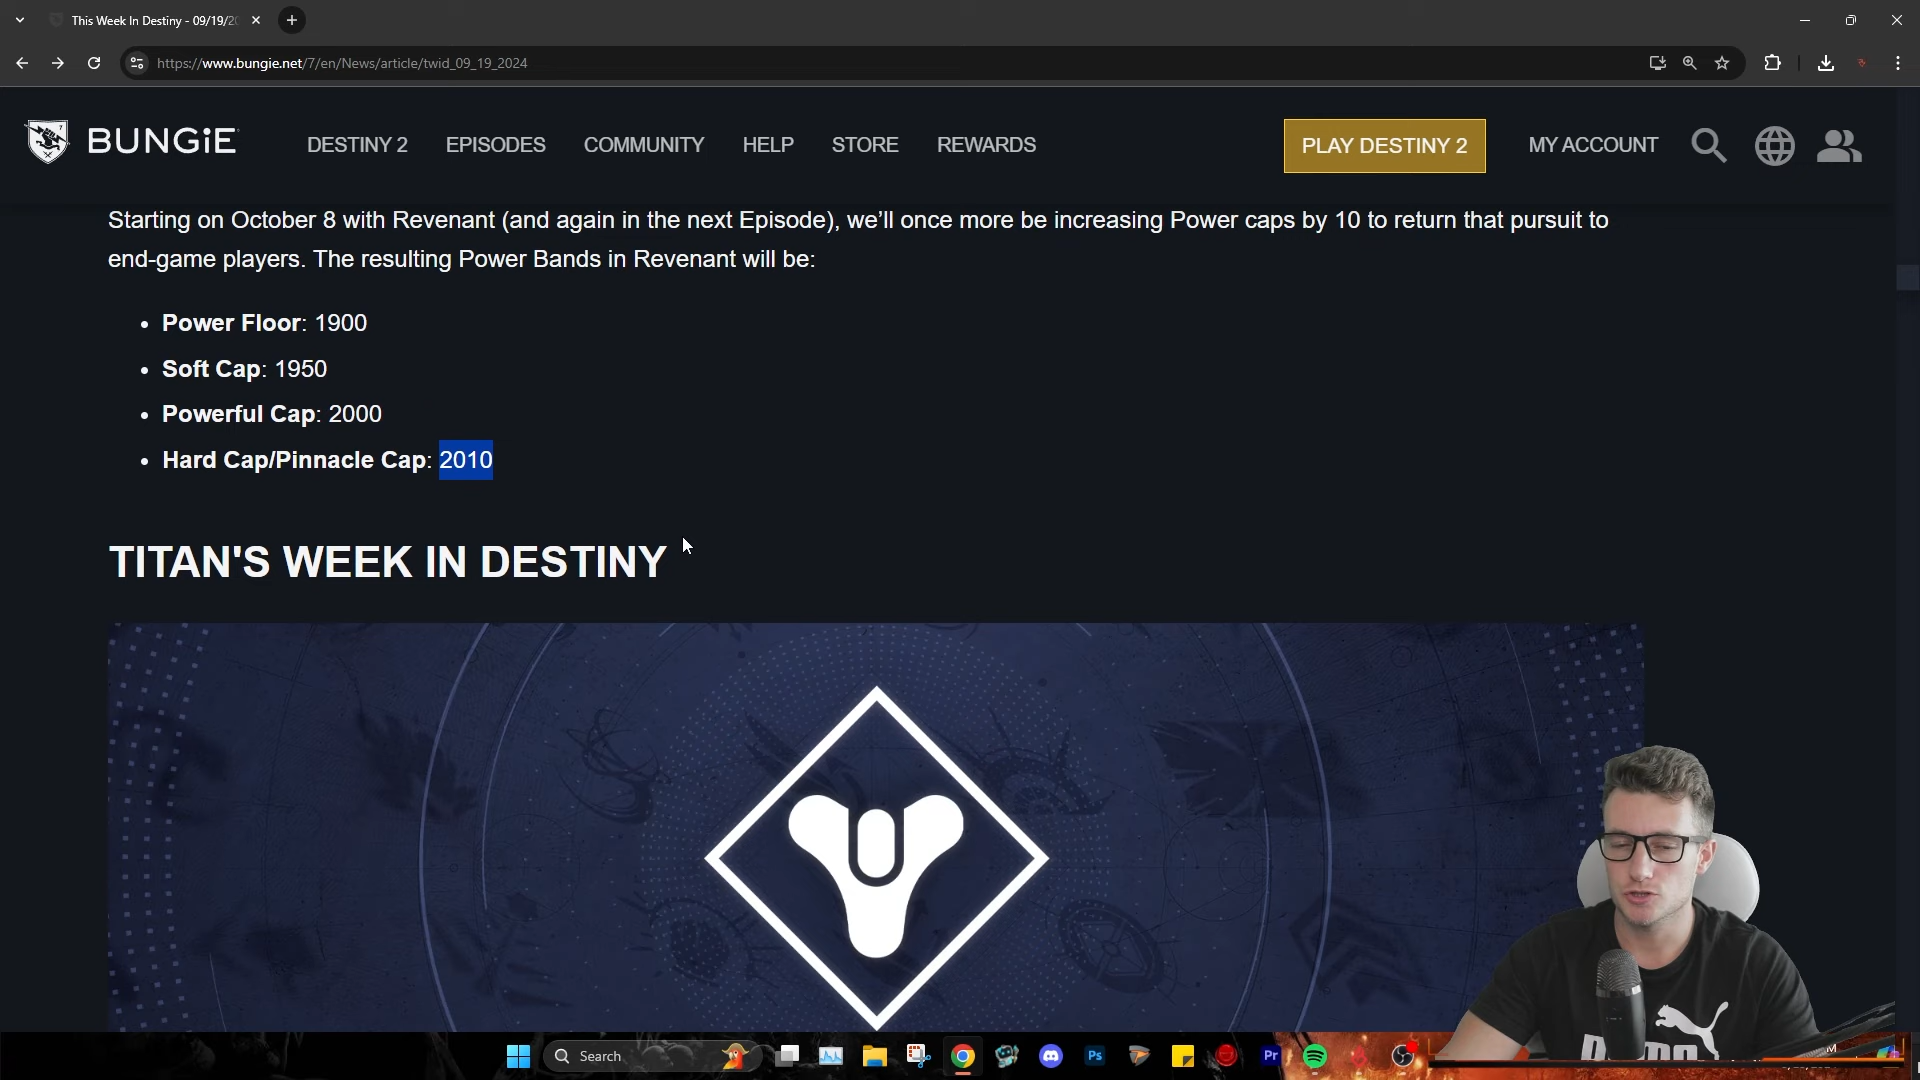 This Week In Destiny - 09/19/20
https://www.bungie.net/7/en/News/article/twid_09_19_2024
BUNGiE
DESTINY 2
EPISODES
COMMUNITY
HELP
STORE
REWARDS
PLAY DESTINY 2
MY ACCOUNT
Starting on October 8 with Revenant (and again in the next Episode), we’ll once more be increasing Power caps by 10 to return that pursuit to
end-game players. The resulting Power Bands in Revenant will be:
• Power Floor: 1900
• Soft Cap: 1950
• Powerful Cap: 2000
• Hard Cap/Pinnacle Cap: 2010
TITAN'S WEEK IN DESTINY
Search
Ps
Pr